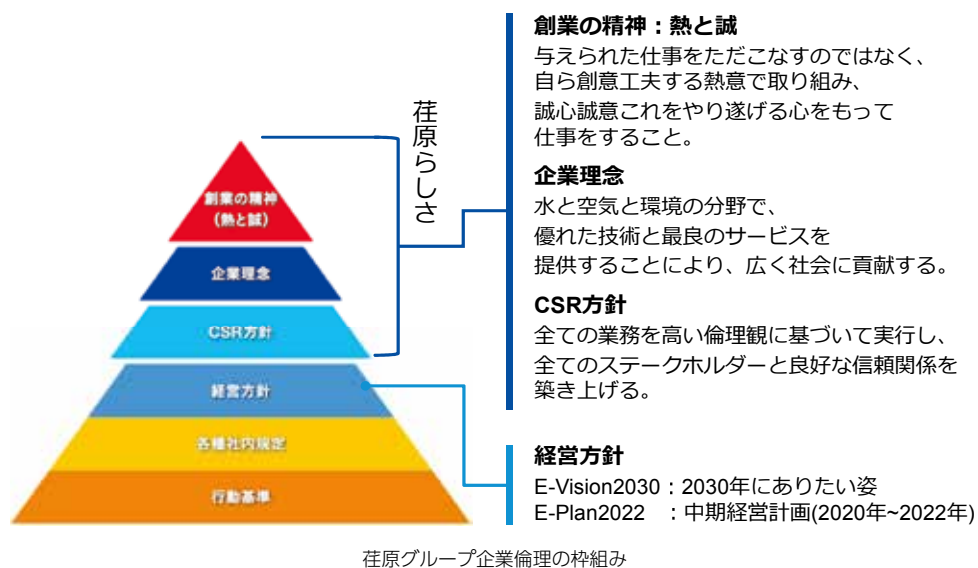 創業の精神：熱と誠
与えられた仕事をただこなすのではなく、
自ら創意工夫する熱意で取り組み、
誠心誠意これをやり遂げる心をもって
仕事をすること。
荏原らしさ
創業の精神
(熱と誠)
企業理念
CSR方針
経営方針
各種社内規定
行動基準
企業理念
水と空気と環境の分野で、
優れた技術と最良のサービスを
提供することにより、広く社会に貢献する。
CSR方針
全ての業務を高い倫理観に基づいて実行し、
全てのステークホルダーと良好な信頼関係を
築き上げる。
経営方針
E-Vision2030：2030年にありたい姿
E-Plan2022　：中期経営計画(2020年~2022年)
荏原グループ企業倫理の枠組み